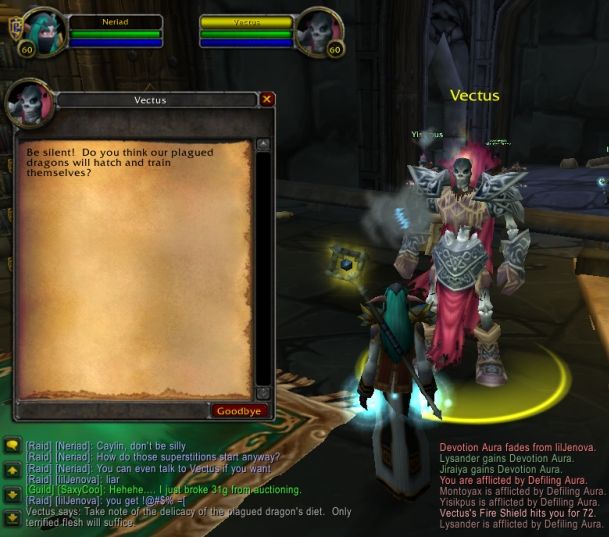 Neriad
Vectus
60
60
Vectus
Vectus
Be silent!  Do you think our plagued
dragons will hatch and train
themselves?
Goodbye
[Raid] [Neriad]: Caylin, don't be silly
[Raid] [Neriad]: How do those superstitions start anyway?
[Raid] [Neriad]: You can even talk to Vectus if you want
[Raid] [lilJenova]: liar
[Guild] [SaxyCoo]: Hehehe.... I just broke 31g from auctioning.
[Raid] [lilJenova]: you get !@#$% =[
Vectus says: Take note of the delicacy of the plagued dragon's diet.  Only
terrified flesh will suffice.
Devotion Aura fades from lilJenova.
Lysander gains Devotion Aura.
Jiraiya gains Devotion Aura.
You are afflicted by Defiling Aura.
Montoyax is afflicted by Defiling Aura.
Yisikpus is afflicted by Defiling Aura.
Vectus's Fire Shield hits you for 72.
Lysander is afflicted by Defiling Aura.